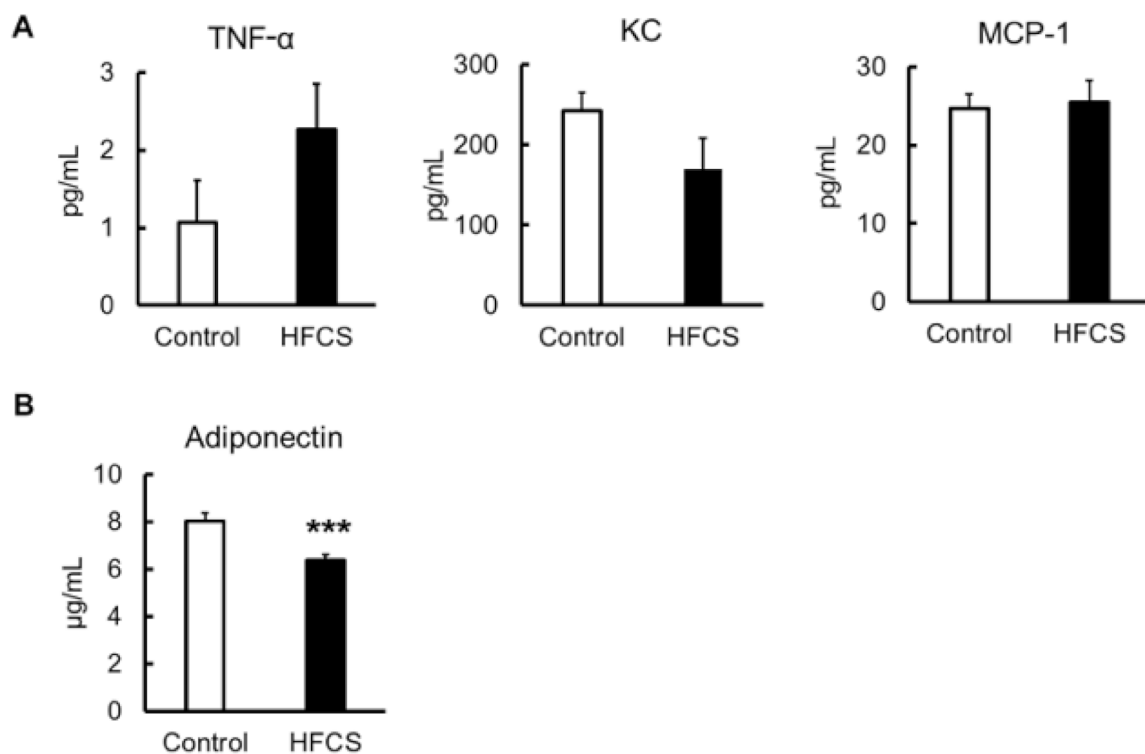 A
TNF-α
KC
MCP-1
3
2
1
0
pg/mL
Control HFCS
300
200
100
0
pg/mL
Control HFCS
30
20
10
0
pg/mL
Control HFCS
B
Adiponectin
10
8
6
4
2
0
µg/mL
***
Control HFCS